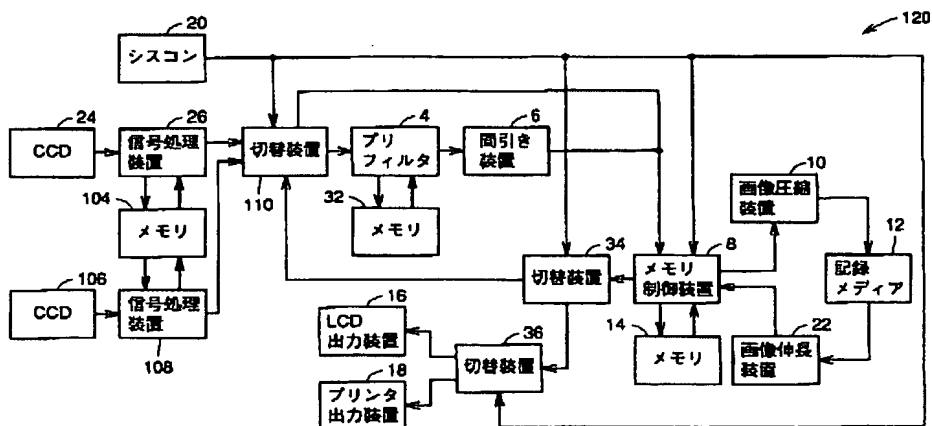 120
20
シスコン
24
CCD
26
信号処理
装置
切替装置
110
4
プリ
フィルタ
6
間引き
装置
10
画像圧縮
装置
104
メモリ
32
メモリ
12
記録
メディア
34
切替装置
8
メモリ
制御装置
106
CCD
信号処理
装置
108
16
LCD
出力装置
36
切替装置
14
メモリ
22
画像伸長
装置
18
プリンタ
出力装置